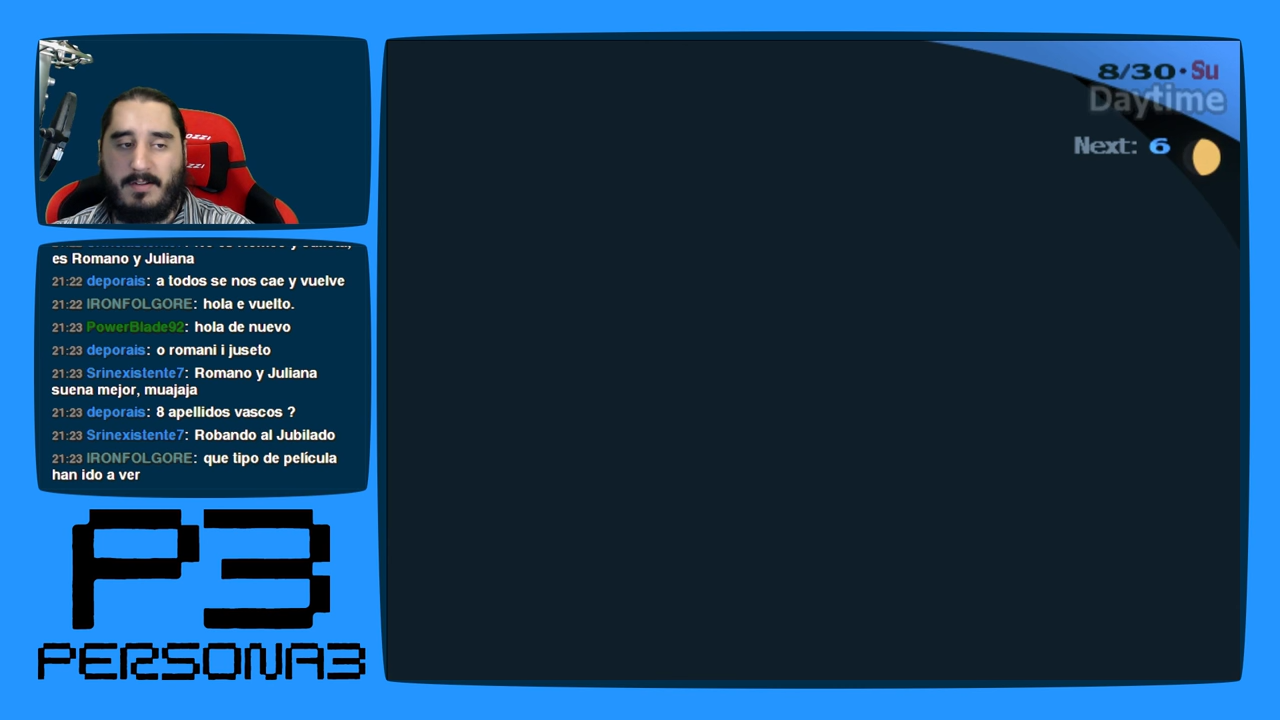 OZZI
ZZI
es Romano y Juliana
21:22 deporais: a todos se nos cae y vuelve
21:22 IRONFOLGORE: hola e vuelto.
21:23 PowerBlade92: hola de nuevo
21:23 deporais: o romani i juseto
21:23 Srinexistente7: Romano y Juliana
suena mejor, muajaja
21:23 deporais: 8 apellidos vascos ?
21:23 Srinexistente7: Robando al Jubilado
21:23 IRONFOLGORE: que tipo de película
han ido a ver
P3
PERSONA3
8/30·Su
Daytime
Next: 6